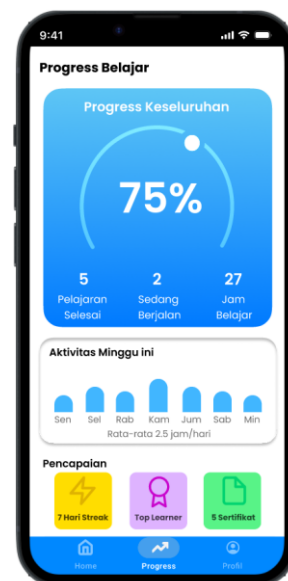 9:41
Progress Belajar
Progress Keseluruhan
75%
5 2 27
Pelajaran Sedang Jam
Selesai Berjalan Belajar
Aktivitas Minggu ini
Sen Sel Rab Kam Jum Sab Min
Rata-rata 2.5 jam/hari
Pencapaian
7 Hari Streak Top Learner 5 Sertifikat
Home Progress Profil